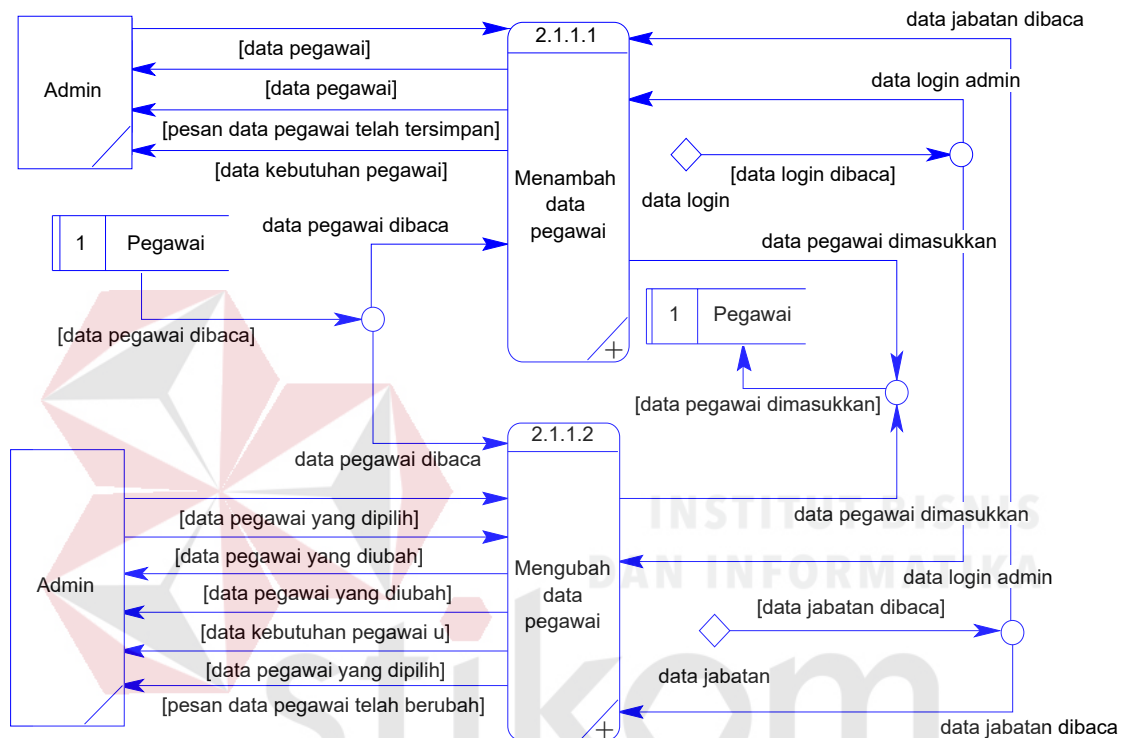 data jabatan dibaca
2.1.1.1
[data pegawai]
Admin
[data pegawai]
data login admin
[pesan data pegawai telah tersimpan]
[data kebutuhan pegawai]
[data login dibaca]
Menambah
data
pegawai
data login
data pegawai dibaca
1 Pegawai
data pegawai dimasukkan
1 Pegawai
[data pegawai dibaca]
[data pegawai dimasukkan]
2.1.1.2
data pegawai dibaca
[data pegawai yang dipilih]
data pegawai dimasukkan
INSTITUT BISNIS
DAN INFORMATIKA
[data pegawai yang diubah]
Admin
Mengubah
data
pegawai
data login admin
[data pegawai yang diubah]
[data jabatan dibaca]
[data kebutuhan pegawai u]
[data pegawai yang dipilih]
data jabatan
[pesan data pegawai telah berubah]
data jabatan dibaca
stikom